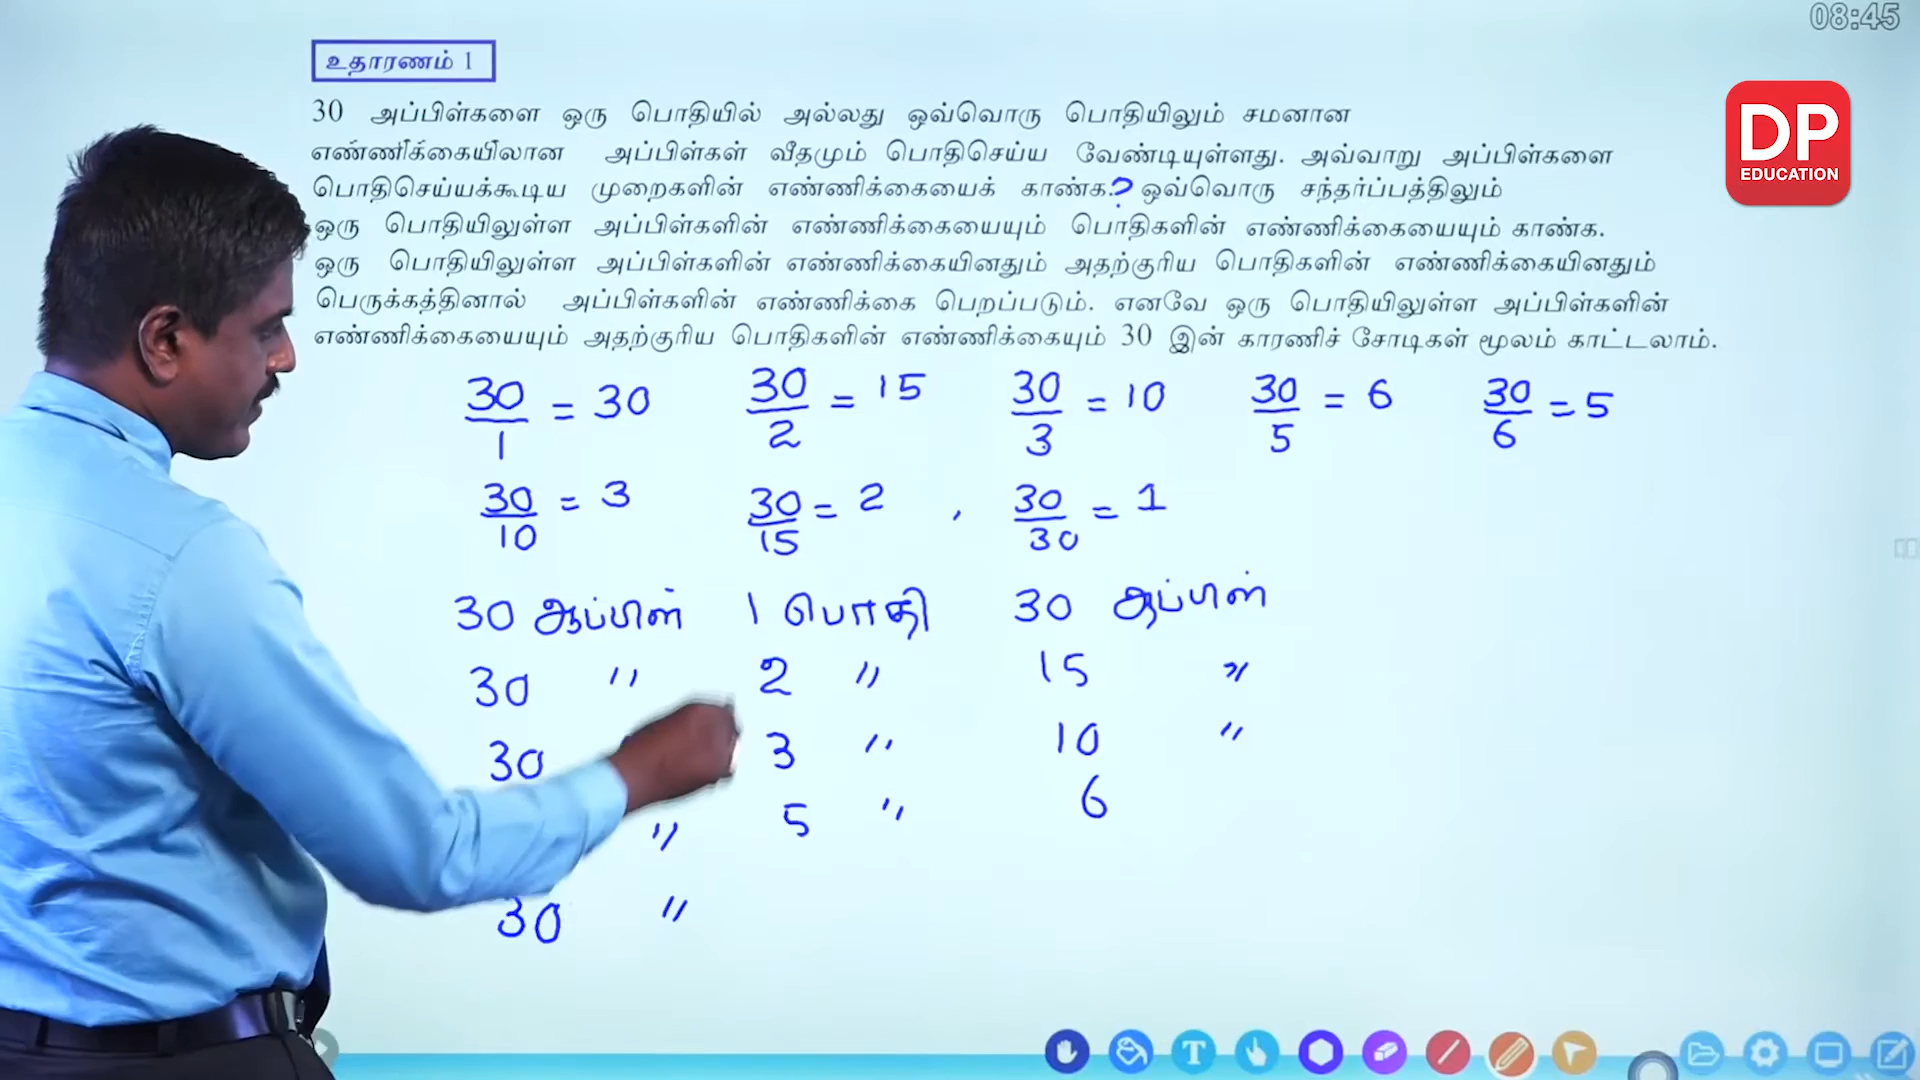 08:45
உதாரணம் 1
DP
EDUCATION
30 அப்பிள்களை ஒரு பொதியில் அல்லது ஒவ்வொரு பொதியிலும் சமனான
எண்ணிக்கையிலான அப்பிள்கள் வீதமும் பொதிசெய்ய வேண்டியுள்ளது. அவ்வாறு அப்பிள்களை
பொதிசெய்யக்கூடிய முறைகளின் எண்ணிக்கையைக் காண்க.? ஒவ்வொரு சந்தர்ப்பத்திலும்
ஒரு பொதியிலுள்ள அப்பிள்களின் எண்ணிக்கையையும் பொதிகளின் எண்ணிக்கையையும் காண்க.
ஒரு பொதியிலுள்ள அப்பிள்களின் எண்ணிக்கையினதும் அதற்குரிய பொதிகளின் எண்ணிக்கையினதும்
பெருக்கத்தினால் அப்பிள்களின் எண்ணிக்கை பெறப்படும். எனவே ஒரு பொதியிலுள்ள அப்பிள்களின்
எண்ணிக்கையையும் அதற்குரிய பொதிகளின் எண்ணிக்கையும் 30 இன் காரணிச் சோடிகள் மூலம் காட்டலாம்.
30/1 = 30 30/2 = 15 30/3 = 10 30/5 = 6 30/6 = 5
30/10 = 3 30/15 = 2 , 30/30 = 1
30 ஆப்பிள் 1 பொதி 30 ஆப்பிள்
30 " 2 " 15 "
30 3 " 10 "
" 5 " 6
30 "